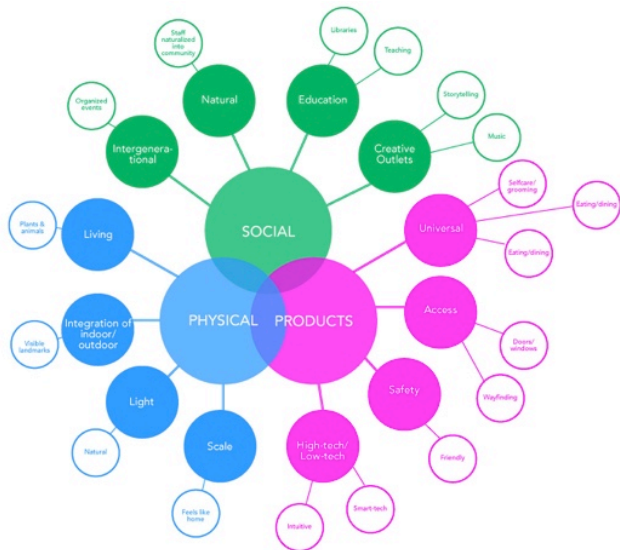 Staff
naturalized
into
community
Libraries
Teaching
Organized
events
Natural
Education
Storytelling
Intergenera-
tional
Creative
Outlets
Music
Selfcare/
grooming
Eating/dining
Plants &
animals
Living
SOCIAL
Universal
Eating/dining
PHYSICAL
PRODUCTS
Integration of
indoor/
outdoor
Visible
landmarks
Access
Doors/
windows
Light
Safety
Wayfinding
Natural
Scale
High-tech/
Low-tech
Friendly
Feels like
home
Intuitive
Smart-tech